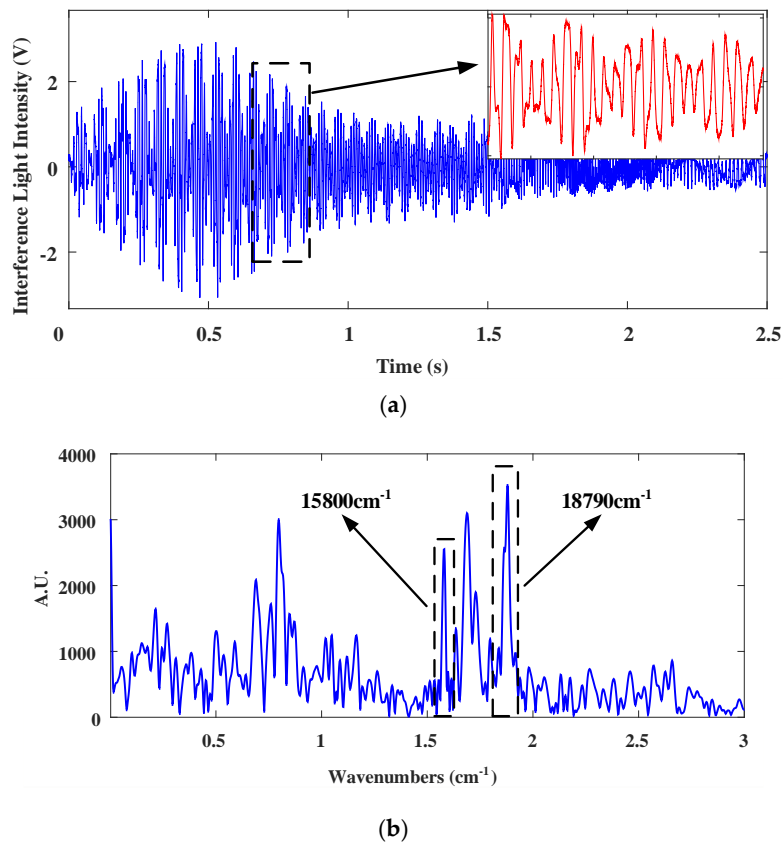 Interference Light Intensity (V)
2
0
-2
0
0.5
1
1.5
2
2.5
Time (s)
(a)
A.U.
4000
3000
2000
1000
0
15800cm⁻¹
18790cm⁻¹
0.5
1
1.5
2
2.5
3
Wavenumbers (cm⁻¹)
(b)